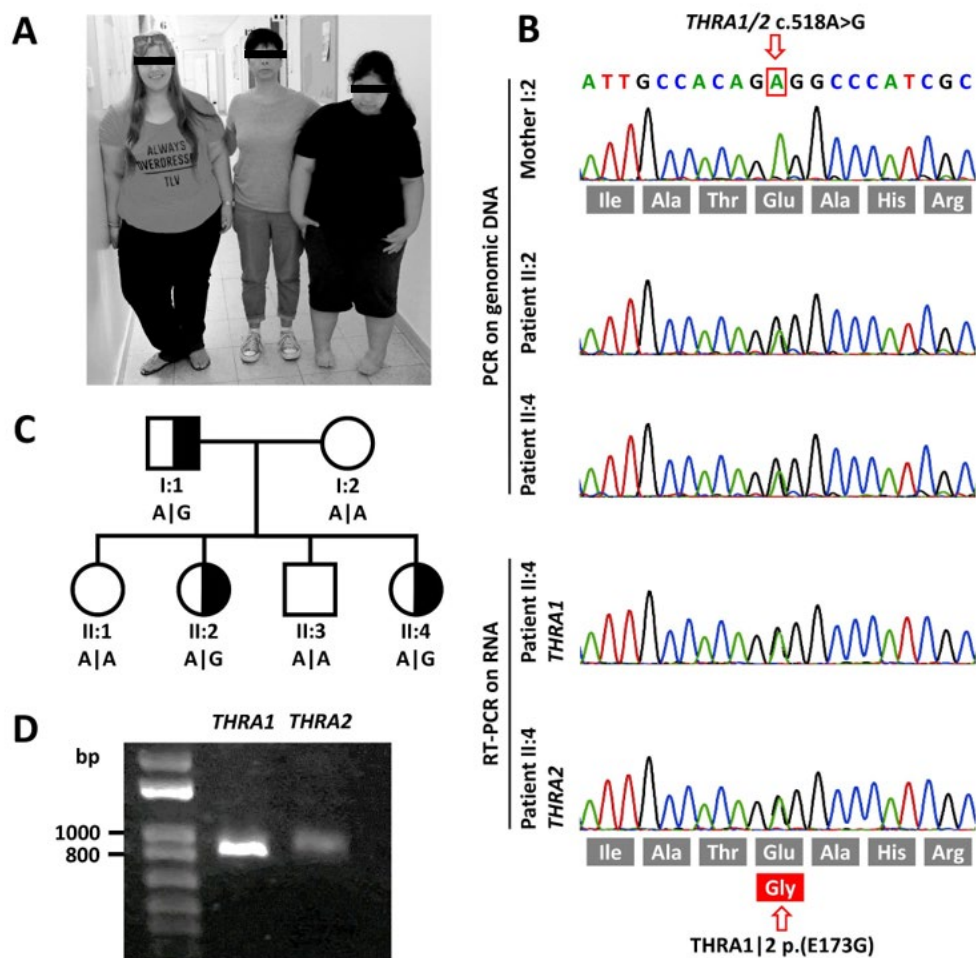 A
ALWAYS
OVERDRESSED
TLV
B
THRA1/2 c.518A>G
ATTGCCACAGAGGCCCATCGC
Mother I:2
Ile Ala Thr Glu Ala His Arg
PCR on genomic DNA
Patient II:2
Patient II:4
RT-PCR on RNA
Patient II:4
THRA1
Patient II:4
THRA2
Ile Ala Thr Glu Ala His Arg
Gly
THRA1|2 p.(E173G)
C
I:1 I:2
A|G A|A
II:1 II:2 II:3 II:4
A|A A|G A|A A|G
D
THRA1 THRA2
bp
1000
800